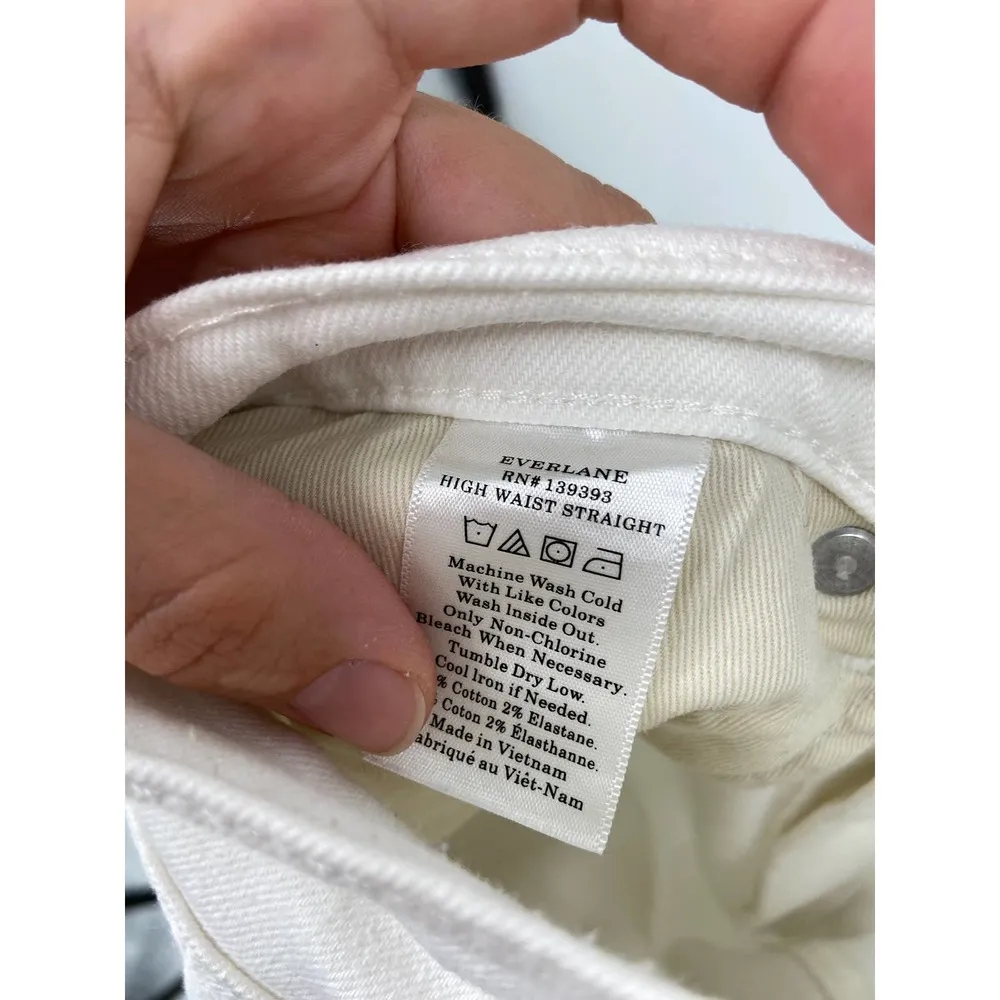 EVERLANE
RN# 139393
HIGH WAIST STRAIGHT
Machine Wash Cold
With Like Colors
Wash Inside Out.
Only Non-Chlorine
Bleach When Necessary.
Tumble Dry Low.
Cool Iron if Needed.
% Cotton 2% Elastane.
Coton 2% Élasthanne.
Made in Vietnam
abriqué au Viêt-Nam